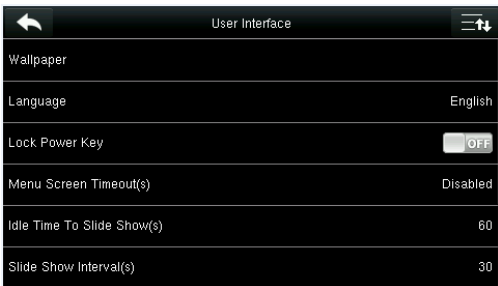 User Interface
Wallpaper
Language English
Lock Power Key OFF
Menu Screen Timeout(s) Disabled
Idle Time To Slide Show(s) 60
Slide Show Interval(s) 30